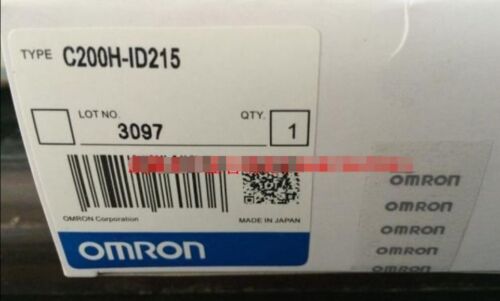 TYPE C200H-ID215
LOT NO. QTY.
3097 1
OMRON Corporation MADE IN JAPAN
OMRON
OMRON
OMRON
OMRON
OMRON
OMRON